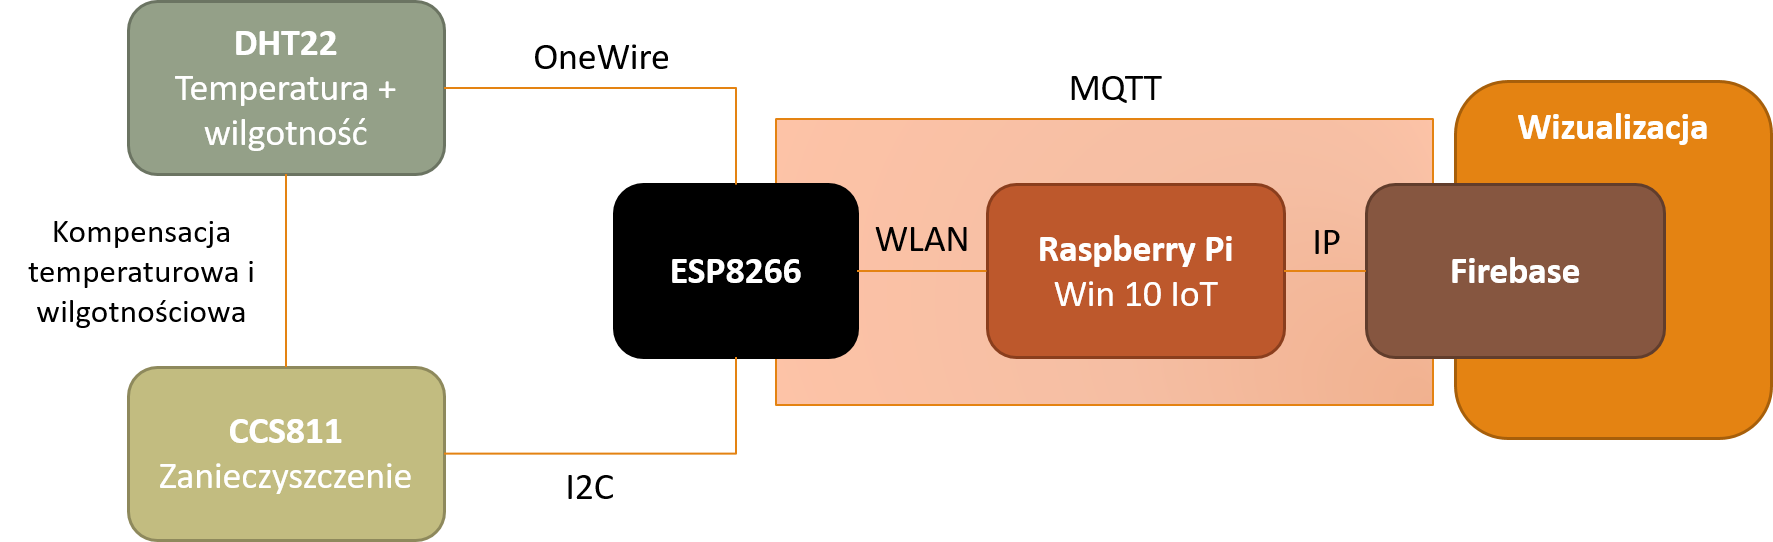 DHT22
Temperatura +
wilgotność
OneWire
Kompensacja
temperaturowa i
wilgotnościowa
CCS811
Zanieczyszczenie
I2C
ESP8266
MQTT
WLAN
Raspberry Pi
Win 10 IoT
IP
Wizualizacja
Firebase